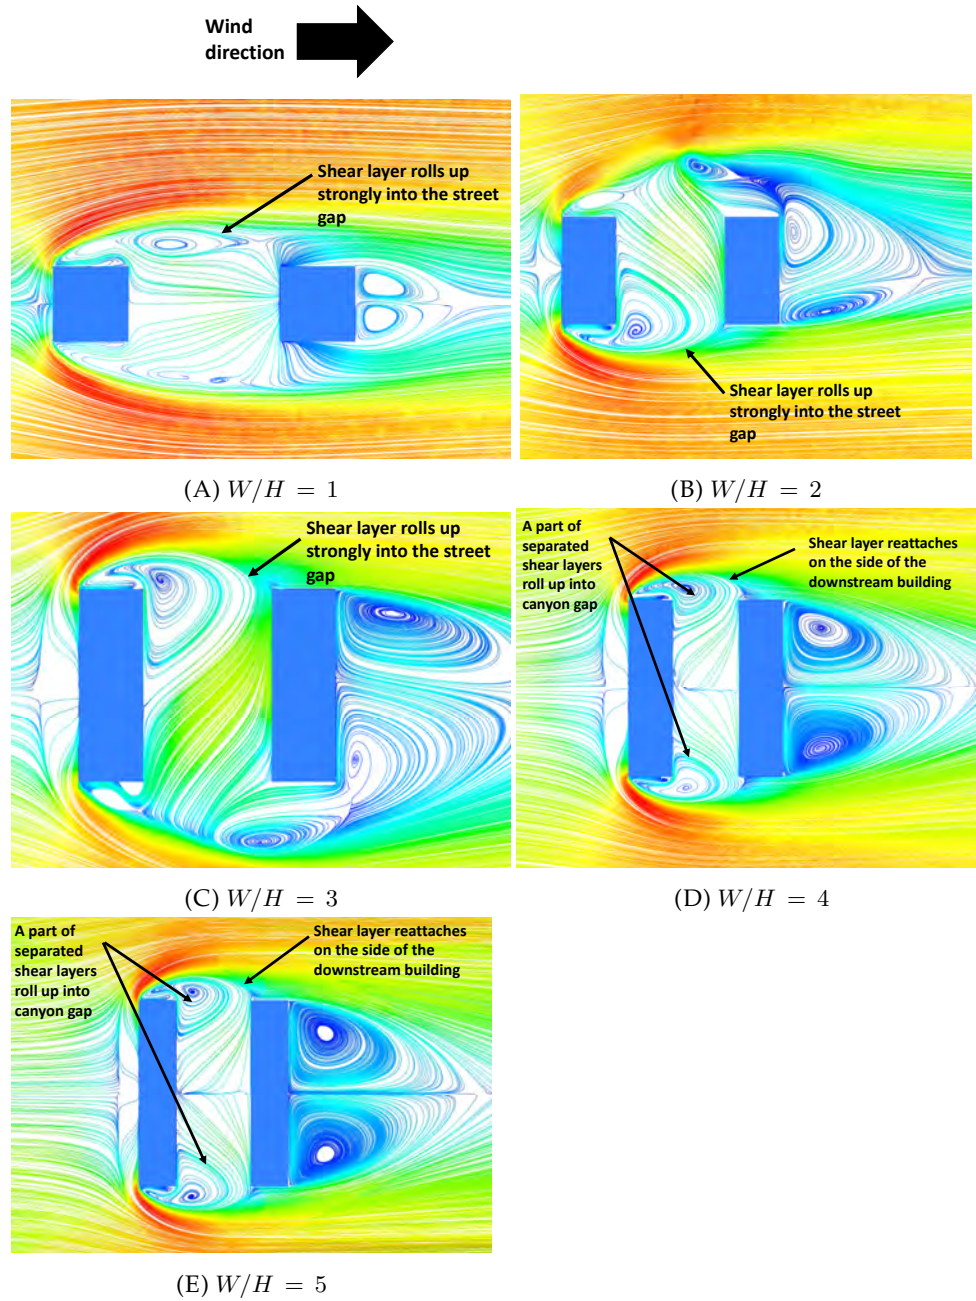 Wind
direction
Shear layer rolls up
strongly into the street
gap
Shear layer rolls up
strongly into the street
gap
(A) W/H = 1
(B) W/H = 2
Shear layer rolls up
strongly into the street
gap
A part of
separated
shear layers
roll up into
canyon gap
Shear layer reattaches
on the side of the
downstream building
(C) W/H = 3
(D) W/H = 4
A part of
separated
shear layers
roll up into
canyon gap
Shear layer reattaches
on the side of the
downstream building
(E) W/H = 5